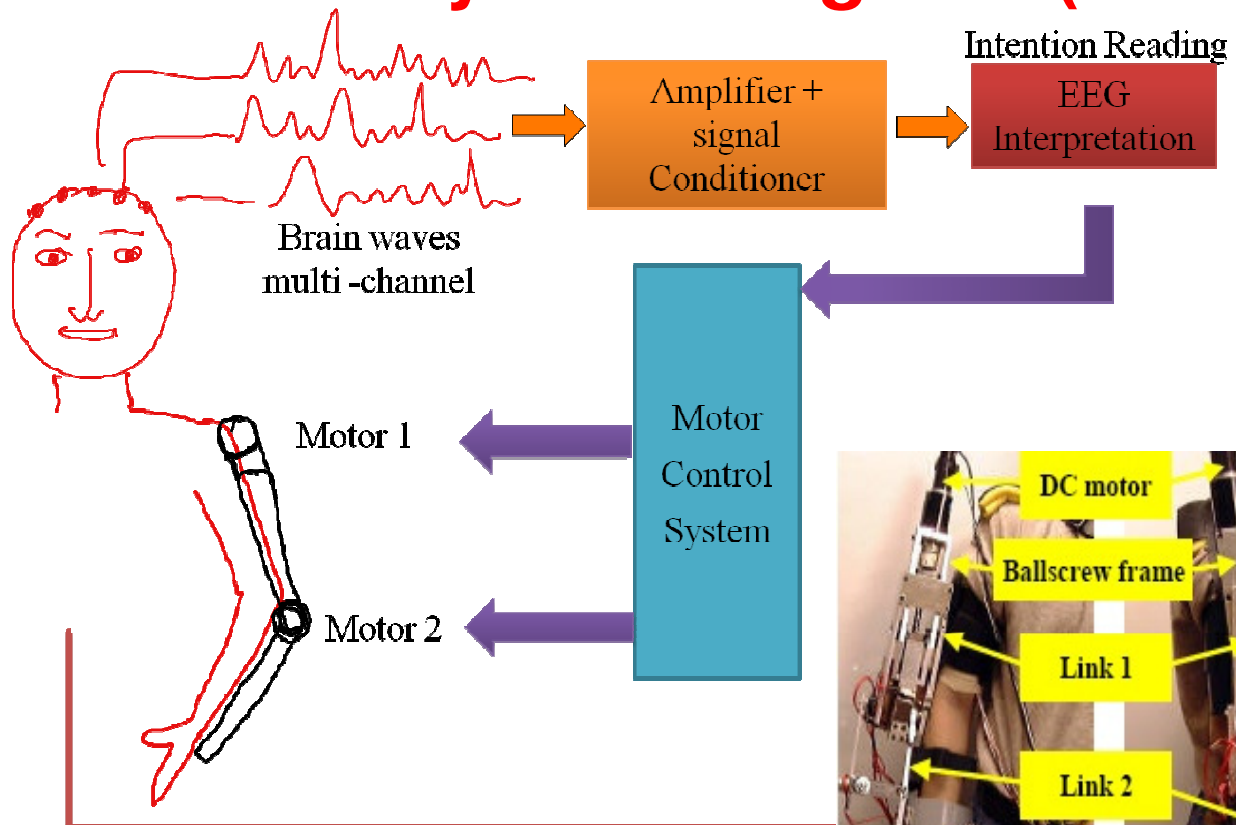 Intention Reading
Amplifier +
signal
Conditioner
EEG
Interpretation
Brain waves
multi -channel
Motor 1
Motor 2
Motor
Control
System
DC motor
Ballscrew frame
Link 1
Link 2